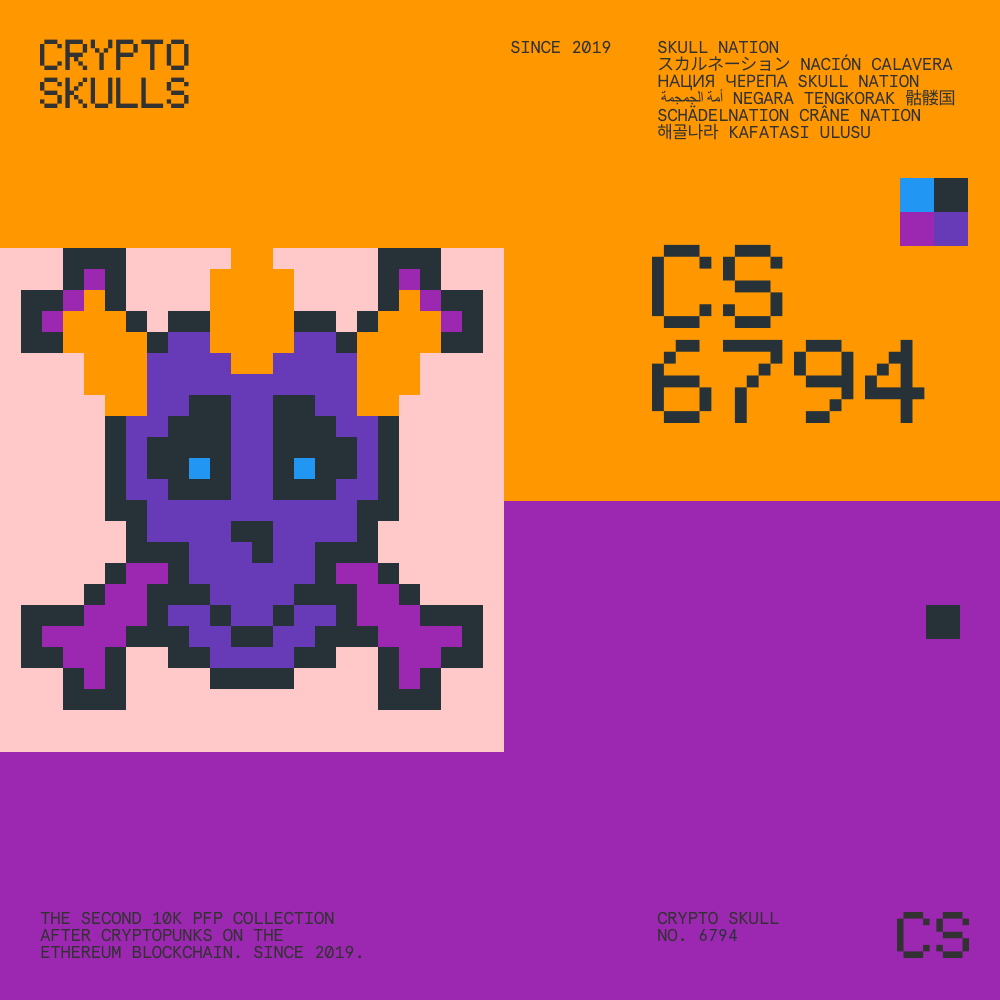 CRYPTO
SKULLS
SINCE 2019
SKULL NATION
スカルネーション NACIÓN CALAVERA
НАЦИЯ ЧЕРЕПА SKULL NATION
أمة الجمجمة NEGARA TENGKORAK 骷髅国
SCHÄDELNATION CRÂNE NATION
해골나라 KAFATASI ULUSU
CS
6794
THE SECOND 10K PFP COLLECTION
AFTER CRYPTOPUNKS ON THE
ETHEREUM BLOCKCHAIN. SINCE 2019.
CRYPTO SKULL
NO. 6794
CS